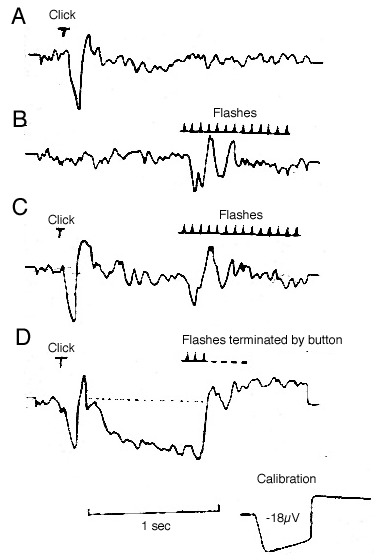 A
Click
B
Flashes
C
Click
Flashes
D
Click
Flashes terminated by button
Calibration
-18µV
1 sec